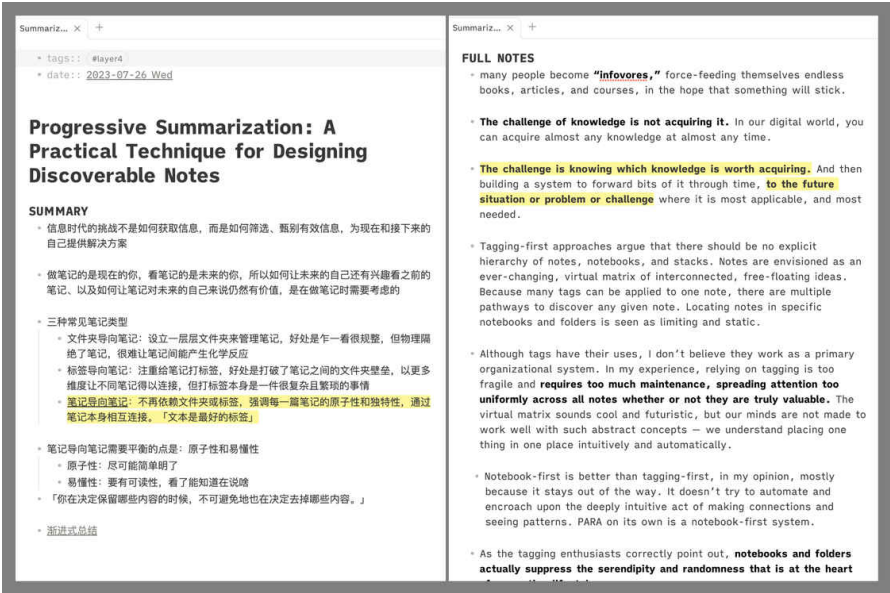 Summariz... × +
tags:: #layer4
date:: 2023-07-26 Wed
Progressive Summarization: A
Practical Technique for Designing
Discoverable Notes
SUMMARY
信息时代的挑战不是如何获取信息，而是如何筛选、甄别有效信息，为现在和接下来的
自己提供解决方案
做笔记的是现在的你，看笔记的是未来的你，所以如何让未来的自己还有兴趣看之前的
笔记、以及如何让笔记对未来的自己来说仍然有价值，是在做笔记时需要考虑的
三种常见笔记类型
文件夹导向笔记：设立一层层文件夹来管理笔记，好处是乍一看很规整，但物理隔
绝了笔记，很难让笔记间能产生化学反应
标签导向笔记：注重给笔记打标签，好处是打破了笔记之间的文件夹壁垒，以更多
维度让不同笔记得以连接，但打标签本身是一件很复杂且繁琐的事情
笔记导向笔记：不再依赖文件夹或标签，强调每一篇笔记的原子性和独特性，通过
笔记本身相互连接。「文本是最好的标签」
笔记导向笔记需要平衡的点是：原子性和易懂性
原子性：尽可能简单明了
易懂性：要有可读性，看了能知道在说啥
「你在决定保留哪些内容的时候，不可避免地也在决定去掉哪些内容。」
渐进式总结
Summariz... × +
FULL NOTES
many people become “infovores,” force-feeding themselves endless
books, articles, and courses, in the hope that something will stick.
The challenge of knowledge is not acquiring it. In our digital world, you
can acquire almost any knowledge at almost any time.
The challenge is knowing which knowledge is worth acquiring. And then
building a system to forward bits of it through time, to the future
situation or problem or challenge where it is most applicable, and most
needed.
Tagging-first approaches argue that there should be no explicit
hierarchy of notes, notebooks, and stacks. Notes are envisioned as an
ever-changing, virtual matrix of interconnected, free-floating ideas.
Because many tags can be applied to one note, there are multiple
pathways to discover any given note. Locating notes in specific
notebooks and folders is seen as limiting and static.
Although tags have their uses, I don’t believe they work as a primary
organizational system. In my experience, relying on tagging is too
fragile and requires too much maintenance, spreading attention too
uniformly across all notes whether or not they are truly valuable. The
virtual matrix sounds cool and futuristic, but our minds are not made to
work well with such abstract concepts — we understand placing one
thing in one place intuitively and automatically.
Notebook-first is better than tagging-first, in my opinion, mostly
because it stays out of the way. It doesn’t try to automate and
encroach upon the deeply intuitive act of making connections and
seeing patterns. PARA on its own is a notebook-first system.
As the tagging enthusiasts correctly point out, notebooks and folders
actually suppress the serendipity and randomness that is at the heart